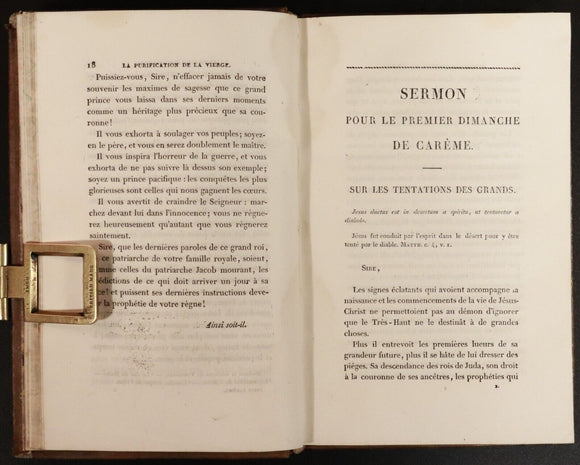 18 LA PURIFICATION DE LA VIERGE.
Puissiez-vous, Sire, n'effacer jamais de votre
souvenir les maximes de sagesse que ce grand
prince vous laissa dans ses derniers moments
comme un héritage plus précieux que sa cou-
ronne!
Il vous exhorta à soulager vos peuples; soyez-
en le père, et vous en serez doublement le maître.
Il vous inspira l'horreur de la guerre, et vous
exhorta de ne pas suivre là dessus son exemple;
soyez un prince pacifique: les conquêtes les plus
glorieuses sont celles qui nous gagnent les cœurs.
Il vous avertit de craindre le Seigneur: mar-
chez devant lui dans l'innocence; vous ne règne-
rez heureusement qu'autant que vous règnerez
saintement.
Sire, que les dernières paroles de ce grand roi,
ce patriarche de votre famille royale, soient,
me celles du patriarche Jacob mourant, les
dictions de ce qui doit arriver un jour à sa
et puissent ses dernières instructions deve-
la prophétie de votre règne!
Ainsi soit-il.
SERMON
POUR LE PREMIER DIMANCHE
DE CARÈME.
SUR LES TENTATIONS DES GRANDS.
Jesus ductus est in desertum a spiritu, ut tentaretur a
diabolo.
Jésus fut conduit par l'esprit dans le désert pour y être
tenté par le diable. MATTH. c. 4, v. 1.
SIRE,
Les signes éclatants qui avoient accompagné sa
naissance et les commencements de la vie de Jésus-
Christ ne permettoient pas au démon d'ignorer
que le Très-Haut ne le destinât à de grandes
choses.
Plus il entrevoit les premières lueurs de sa
grandeur future, plus il se hâte de lui dresser des
piéges. Sa descendance des rois de Juda, son droit
à la couronne de ses ancêtres, les prophéties qui
2.